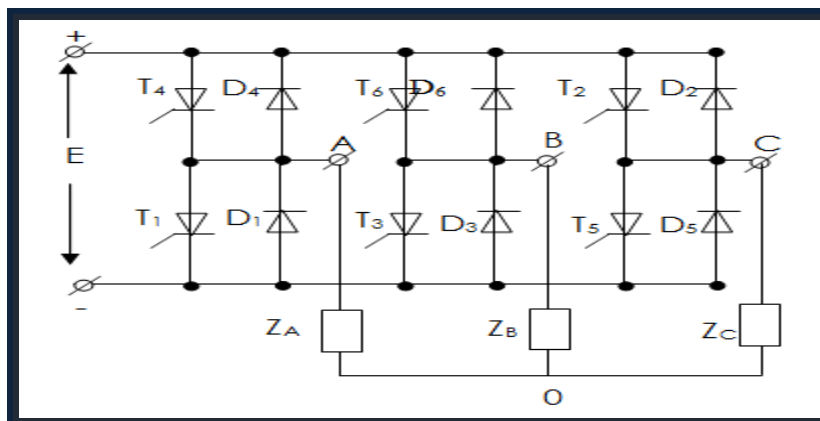 +
T4 D4 T6 D6 T2 D2
E A B C
T1 D1 T3 D3 T5 D5
-
ZA ZB ZC
O